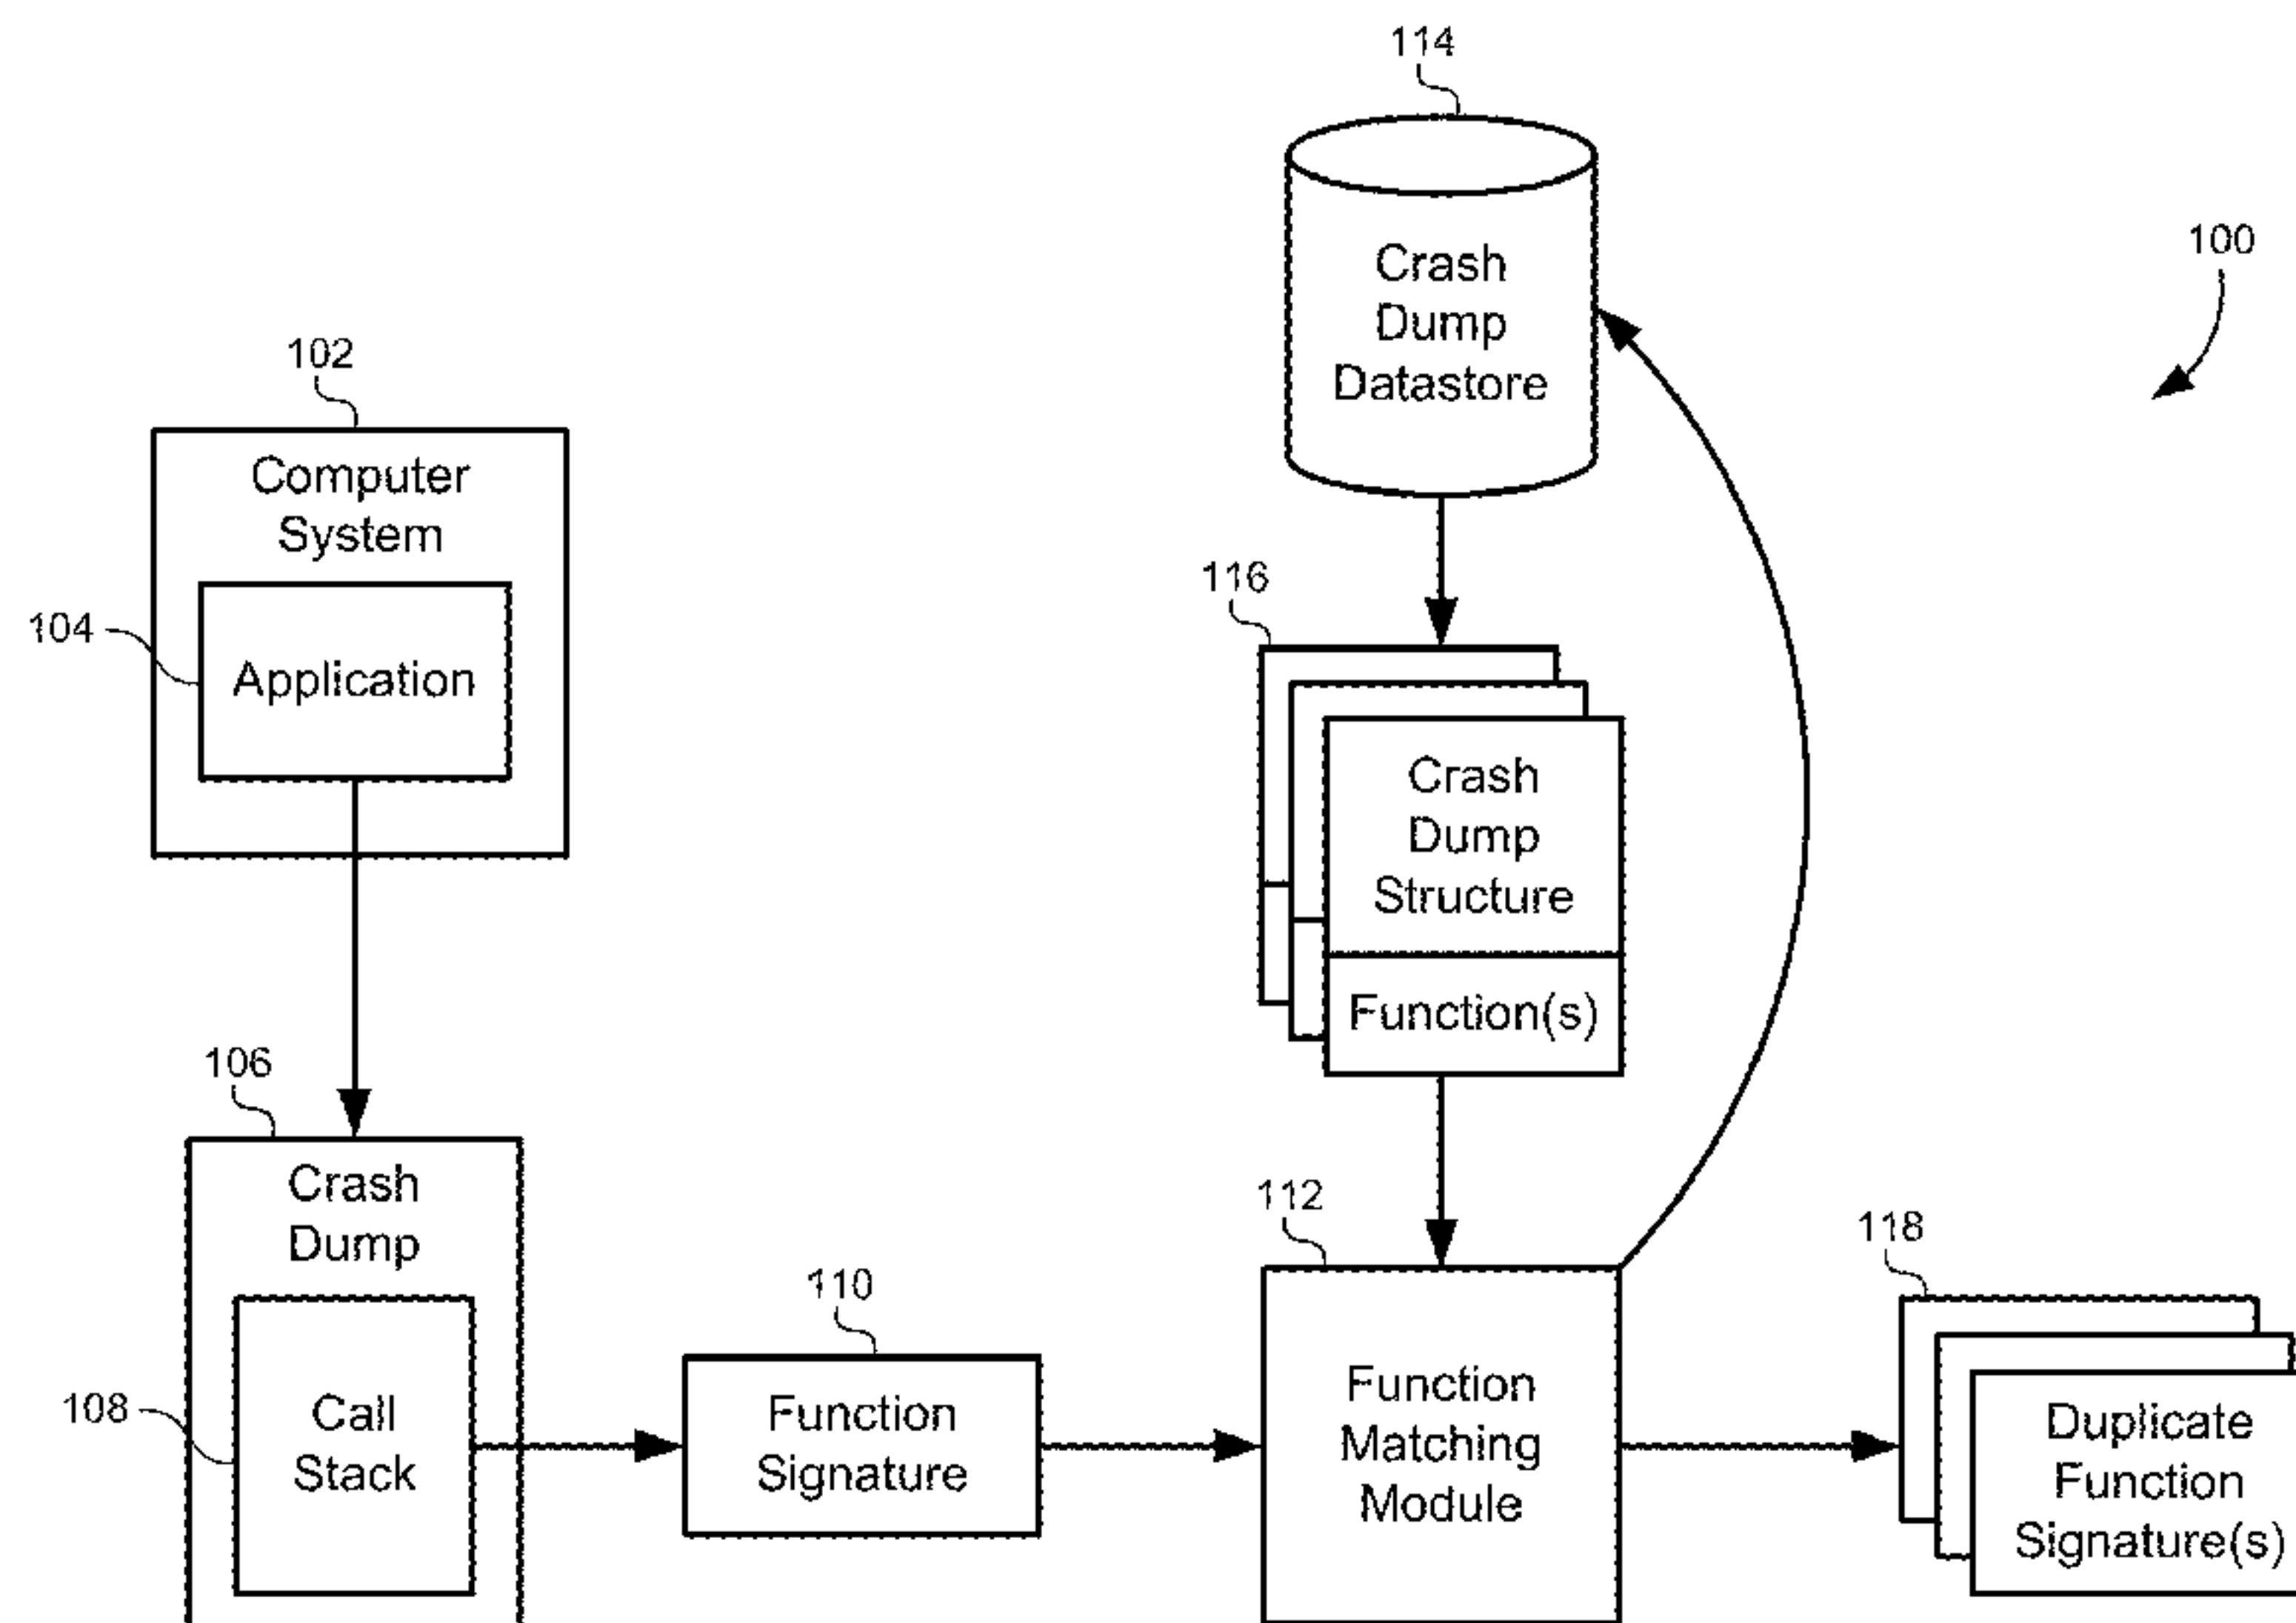 114
Crash
Dump
Datastore
100
102
Computer
System
104
Application
116
Crash
Dump
Structure
Function(s)
106
Crash
Dump
108
Call
Stack
110
Function
Signature
112
Function
Matching
Module
118
Duplicate
Function
Signature(s)